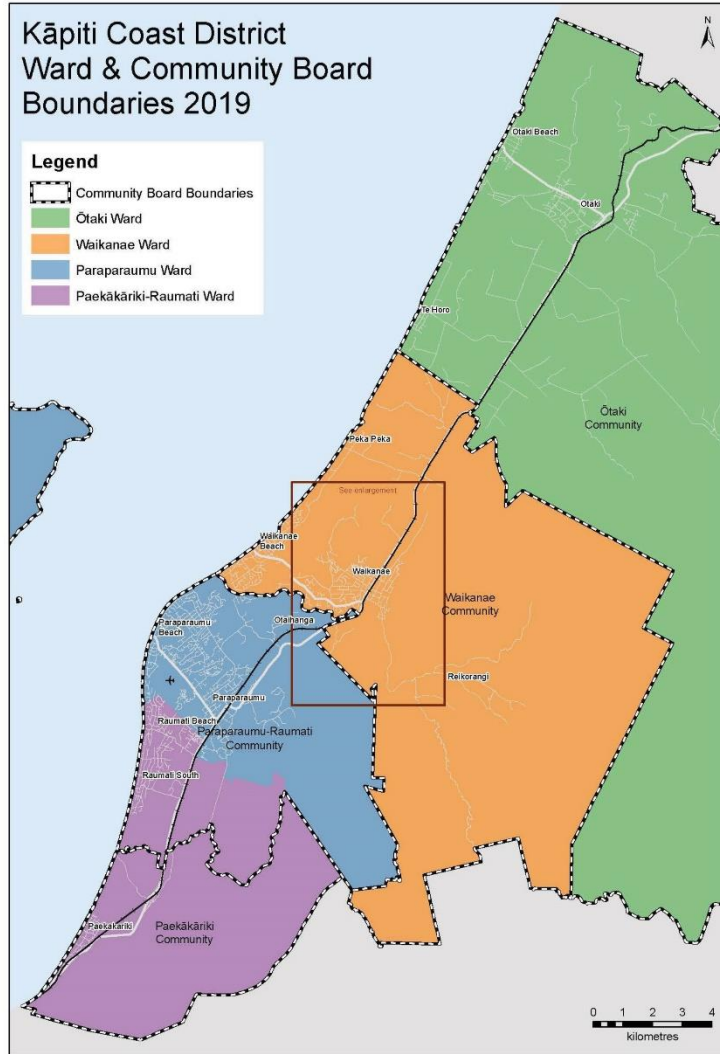 Kāpiti Coast District
Ward & Community Board
Boundaries 2019
N
Legend
Community Board Boundaries
Ōtaki Ward
Waikanae Ward
Paraparaumu Ward
Paekākāriki-Raumati Ward
Otaki Beach
Otaki
Te Horo
Ōtaki
Community
Peka Peka
See enlargement
Waikanae
Beach
Waikanae
Waikanae
Community
Paraparaumu
Beach
Otaihanga
Reikorangi
Paraparaumu
Raumati Beach
Paraparaumu-Raumati
Community
Raumati South
Paekakariki
Paekākāriki
Community
0 1 2 3 4
kilometres